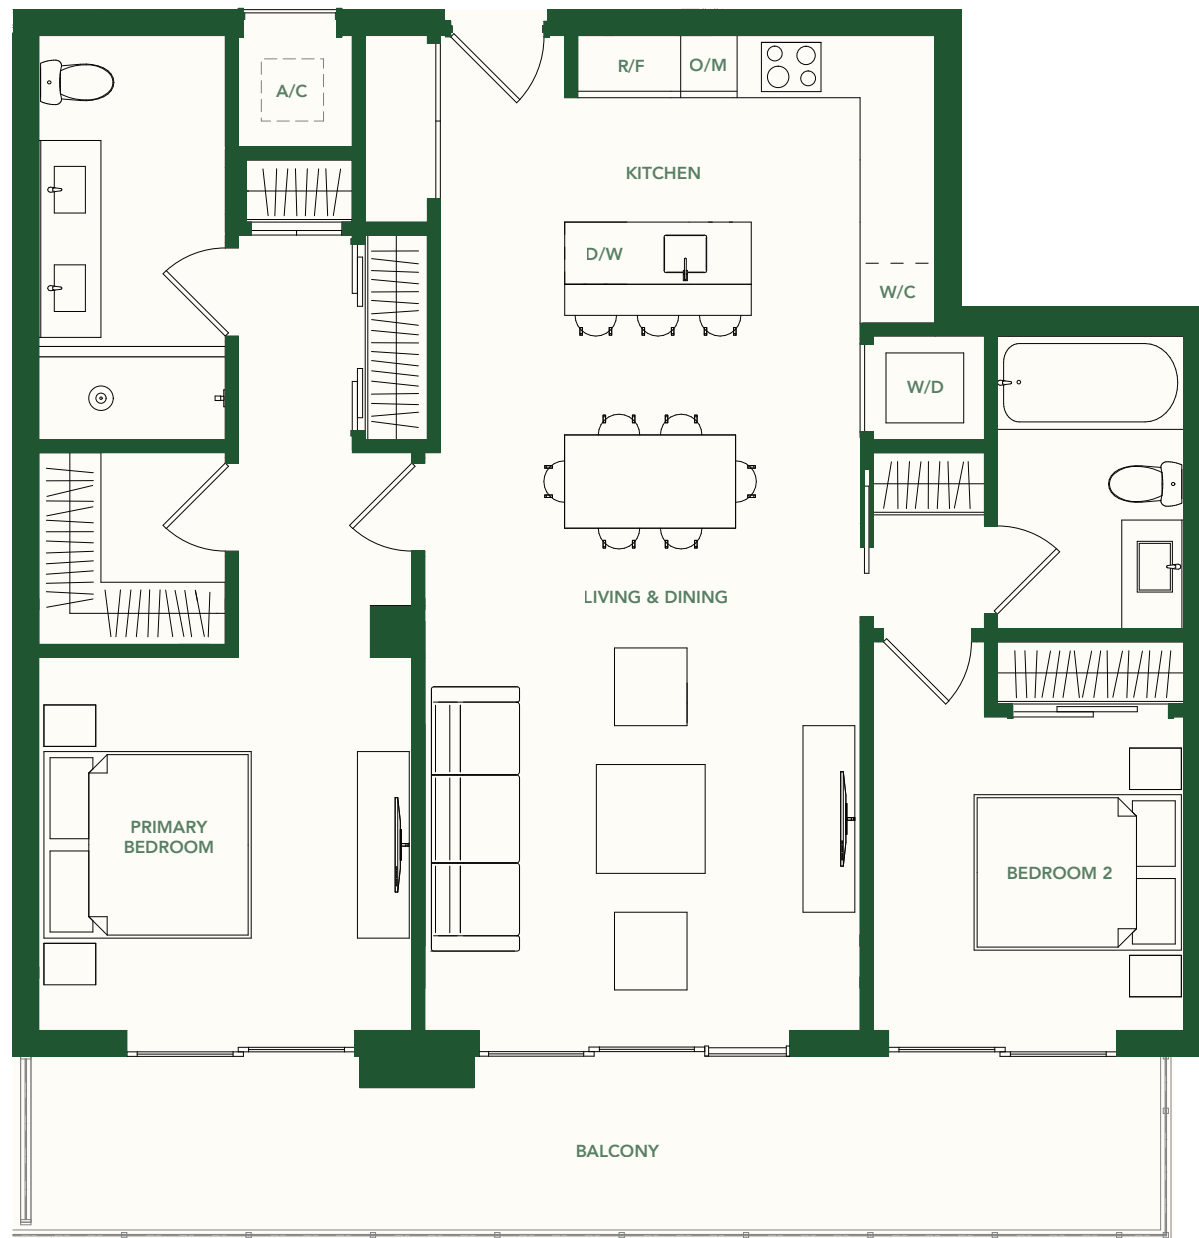 R/F
O/M
A/C
KITCHEN
D/W
W/C
W/D
LIVING & DINING
PRIMARY
BEDROOM
BEDROOM 2
BALCONY